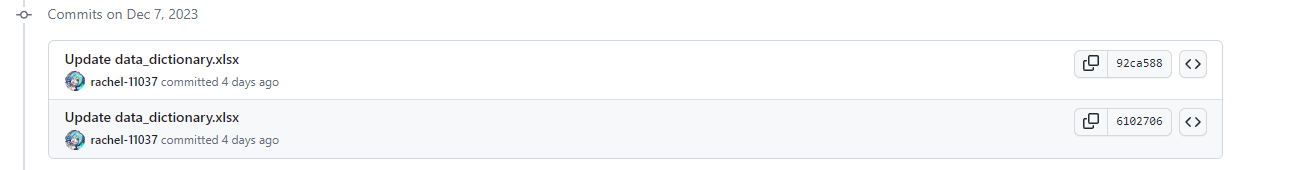 Commits on Dec 7, 2023
Update data_dictionary.xlsx
92ca588
rachel-11037 committed 4 days ago
Update data_dictionary.xlsx
6102706
rachel-11037 committed 4 days ago